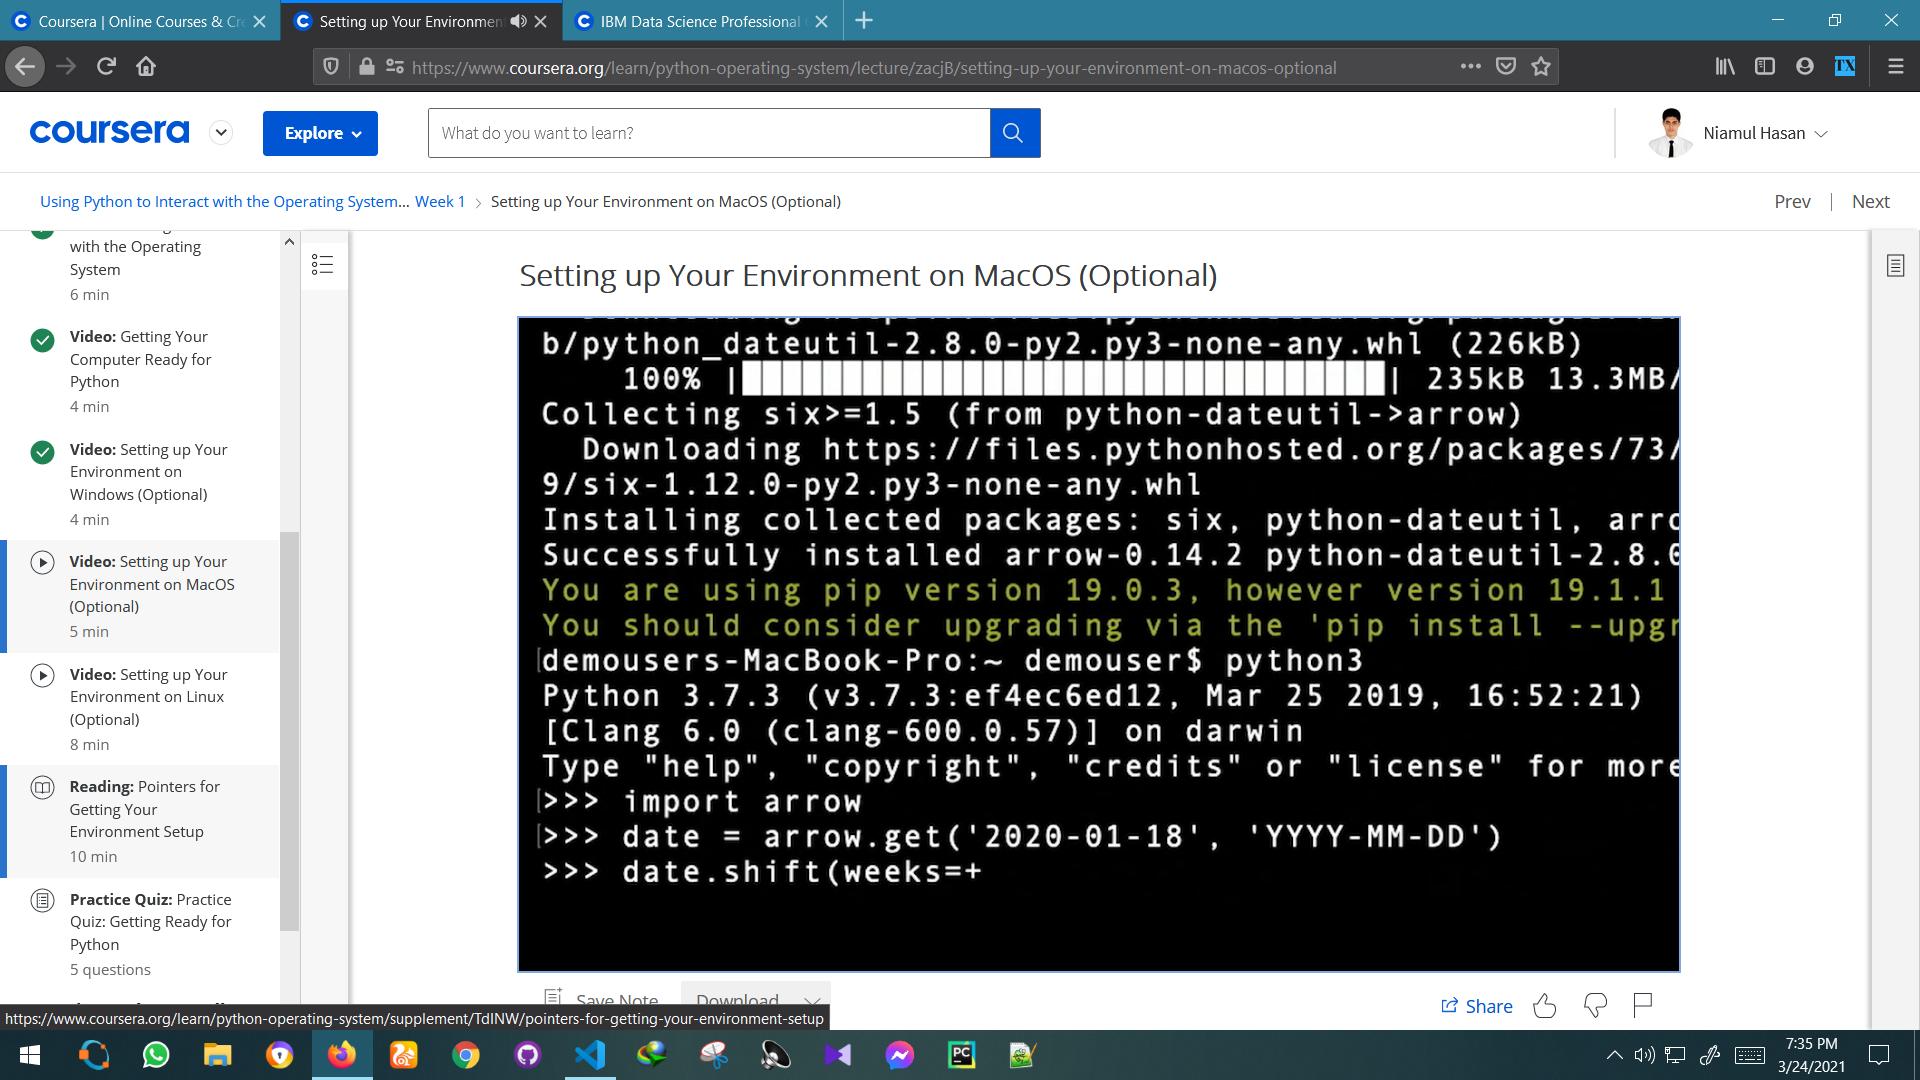 Coursera | Online Courses & Cre
Setting up Your Environmen
IBM Data Science Professional
https://www.coursera.org/learn/python-operating-system/lecture/zacjB/setting-up-your-environment-on-macos-optional
TX
coursera
Explore
What do you want to learn?
Niamul Hasan
Using Python to Interact with the Operating System... Week 1 > Setting up Your Environment on MacOS (Optional)
Prev | Next
with the Operating
System
6 min
Video: Getting Your
Computer Ready for
Python
4 min
Video: Setting up Your
Environment on
Windows (Optional)
4 min
Video: Setting up Your
Environment on MacOS
(Optional)
5 min
Video: Setting up Your
Environment on Linux
(Optional)
8 min
Reading: Pointers for
Getting Your
Environment Setup
10 min
Practice Quiz: Practice
Quiz: Getting Ready for
Python
5 questions
Setting up Your Environment on MacOS (Optional)
b/python_dateutil-2.8.0-py2.py3-none-any.whl (226kB)
100% | | 235kB 13.3MB/
Collecting six>=1.5 (from python-dateutil->arrow)
Downloading https://files.pythonhosted.org/packages/73/
9/six-1.12.0-py2.py3-none-any.whl
Installing collected packages: six, python-dateutil, arro
Successfully installed arrow-0.14.2 python-dateutil-2.8.0
You are using pip version 19.0.3, however version 19.1.1
You should consider upgrading via the 'pip install --upgr
demousers-MacBook-Pro:~ demouser$ python3
Python 3.7.3 (v3.7.3:ef4ec6ed12, Mar 25 2019, 16:52:21)
[Clang 6.0 (clang-600.0.57)] on darwin
Type "help", "copyright", "credits" or "license" for more
>>> import arrow
>>> date = arrow.get('2020-01-18', 'YYYY-MM-DD')
>>> date.shift(weeks=+
Save Note
Download
Share
https://www.coursera.org/learn/python-operating-system/supplement/TdINW/pointers-for-getting-your-environment-setup
PC
7:35 PM
3/24/2021